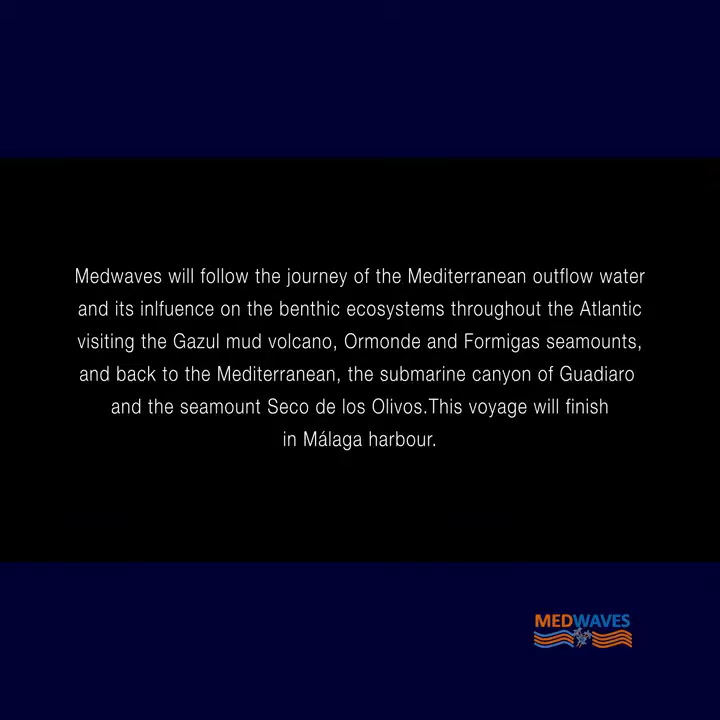 Medwaves will follow the journey of the Mediterranean outflow water
and its inlfuence on the benthic ecosystems throughout the Atlantic
visiting the Gazul mud volcano, Ormonde and Formigas seamounts,
and back to the Mediterranean, the submarine canyon of Guadiaro
and the seamount Seco de los Olivos.This voyage will finish
in Málaga harbour.
MEDWAVES